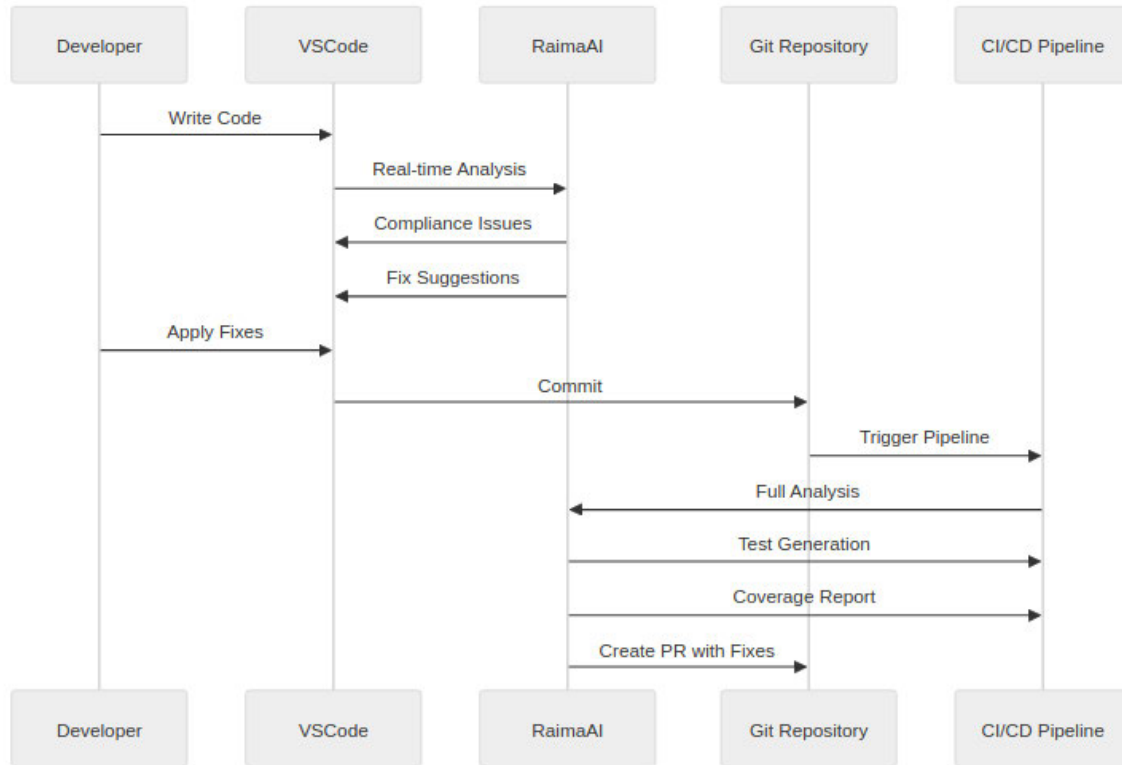 Developer
VSCode
RaimaAI
Git Repository
CI/CD Pipeline
Write Code
Real-time Analysis
Compliance Issues
Fix Suggestions
Apply Fixes
Commit
Trigger Pipeline
Full Analysis
Test Generation
Coverage Report
Create PR with Fixes
Developer
VSCode
RaimaAI
Git Repository
CI/CD Pipeline